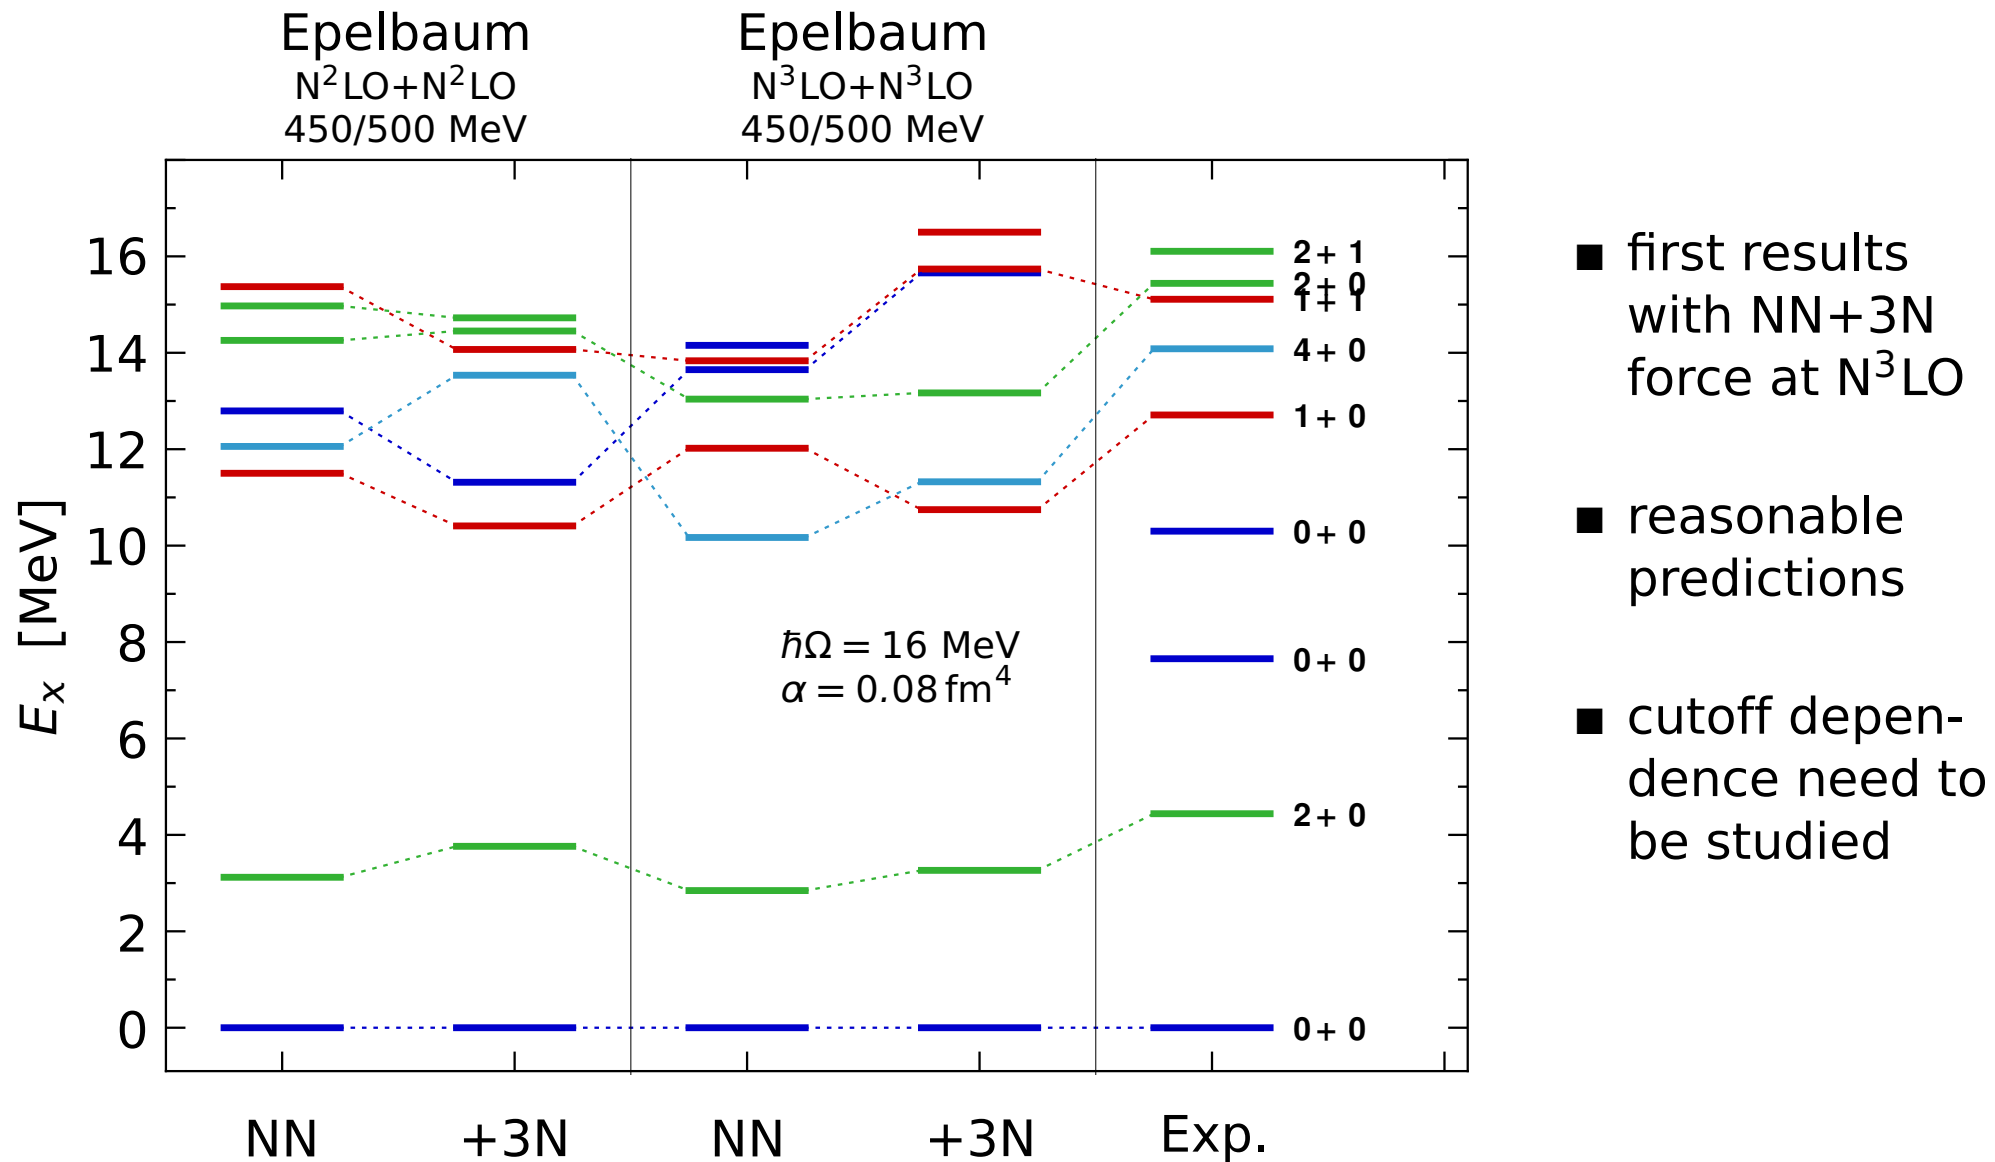 Epelbaum
N²LO+N²LO
450/500 MeV
Epelbaum
N³LO+N³LO
450/500 MeV
16
14
12
10
8
6
4
2
0
Eₓ [MeV]
ℏΩ = 16 MeV
α = 0.08 fm⁴
2+ 1
2+ 0
1+ 1
4+ 0
1+ 0
0+ 0
0+ 0
2+ 0
0+ 0
NN
+3N
NN
+3N
Exp.
■ first results
with NN+3N
force at N³LO
■ reasonable
predictions
■ cutoff depen-
dence need to
be studied